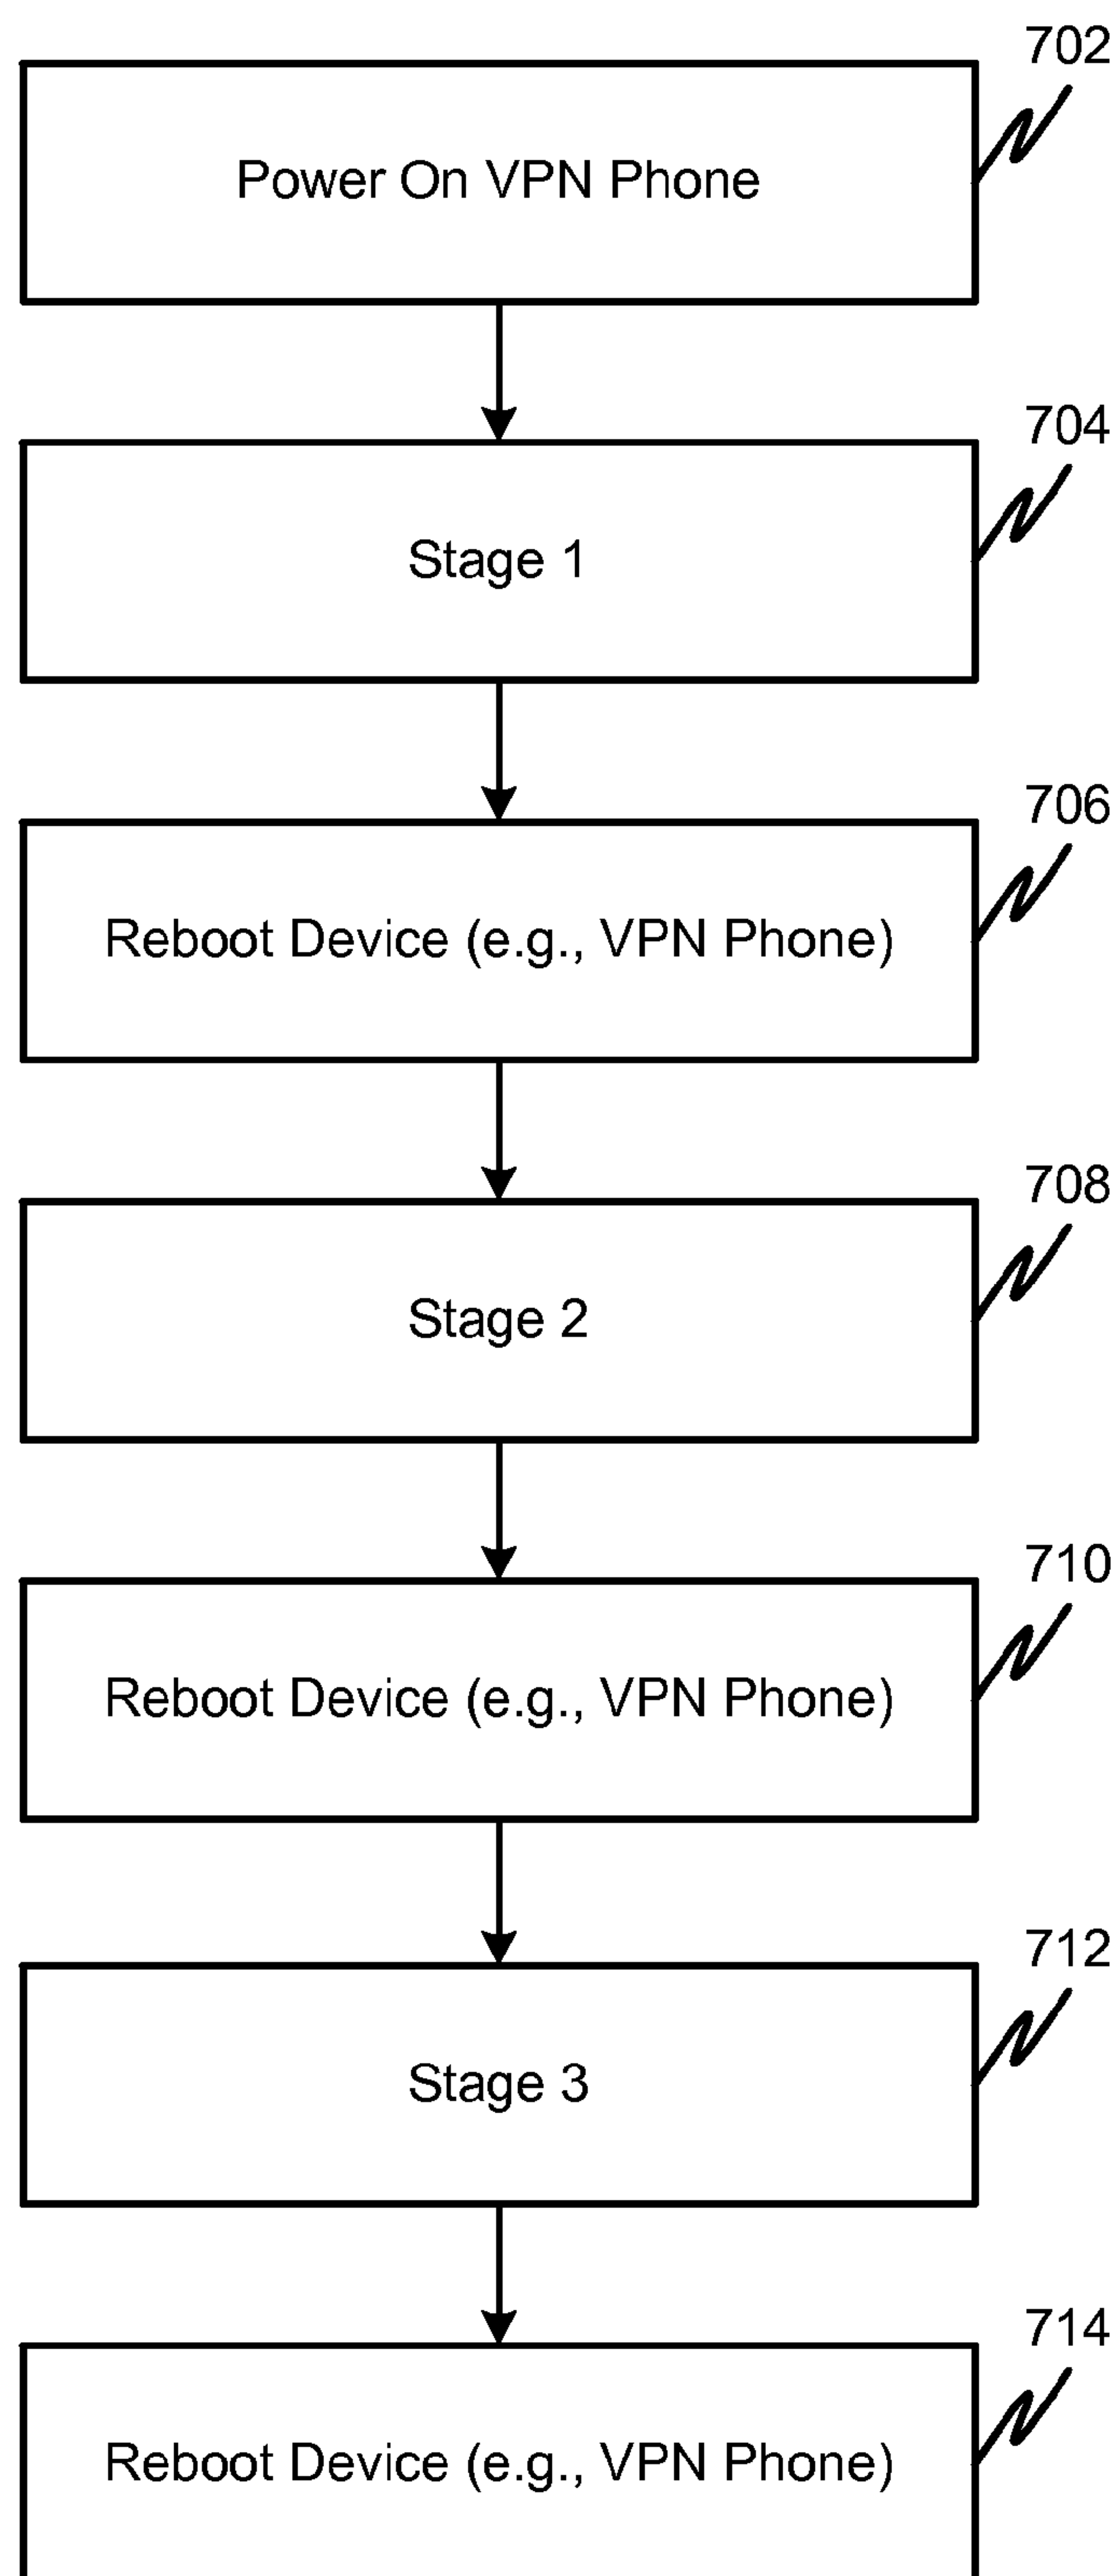 702
Power On VPN Phone
704
Stage 1
706
Reboot Device (e.g., VPN Phone)
708
Stage 2
710
Reboot Device (e.g., VPN Phone)
712
Stage 3
714
Reboot Device (e.g., VPN Phone)